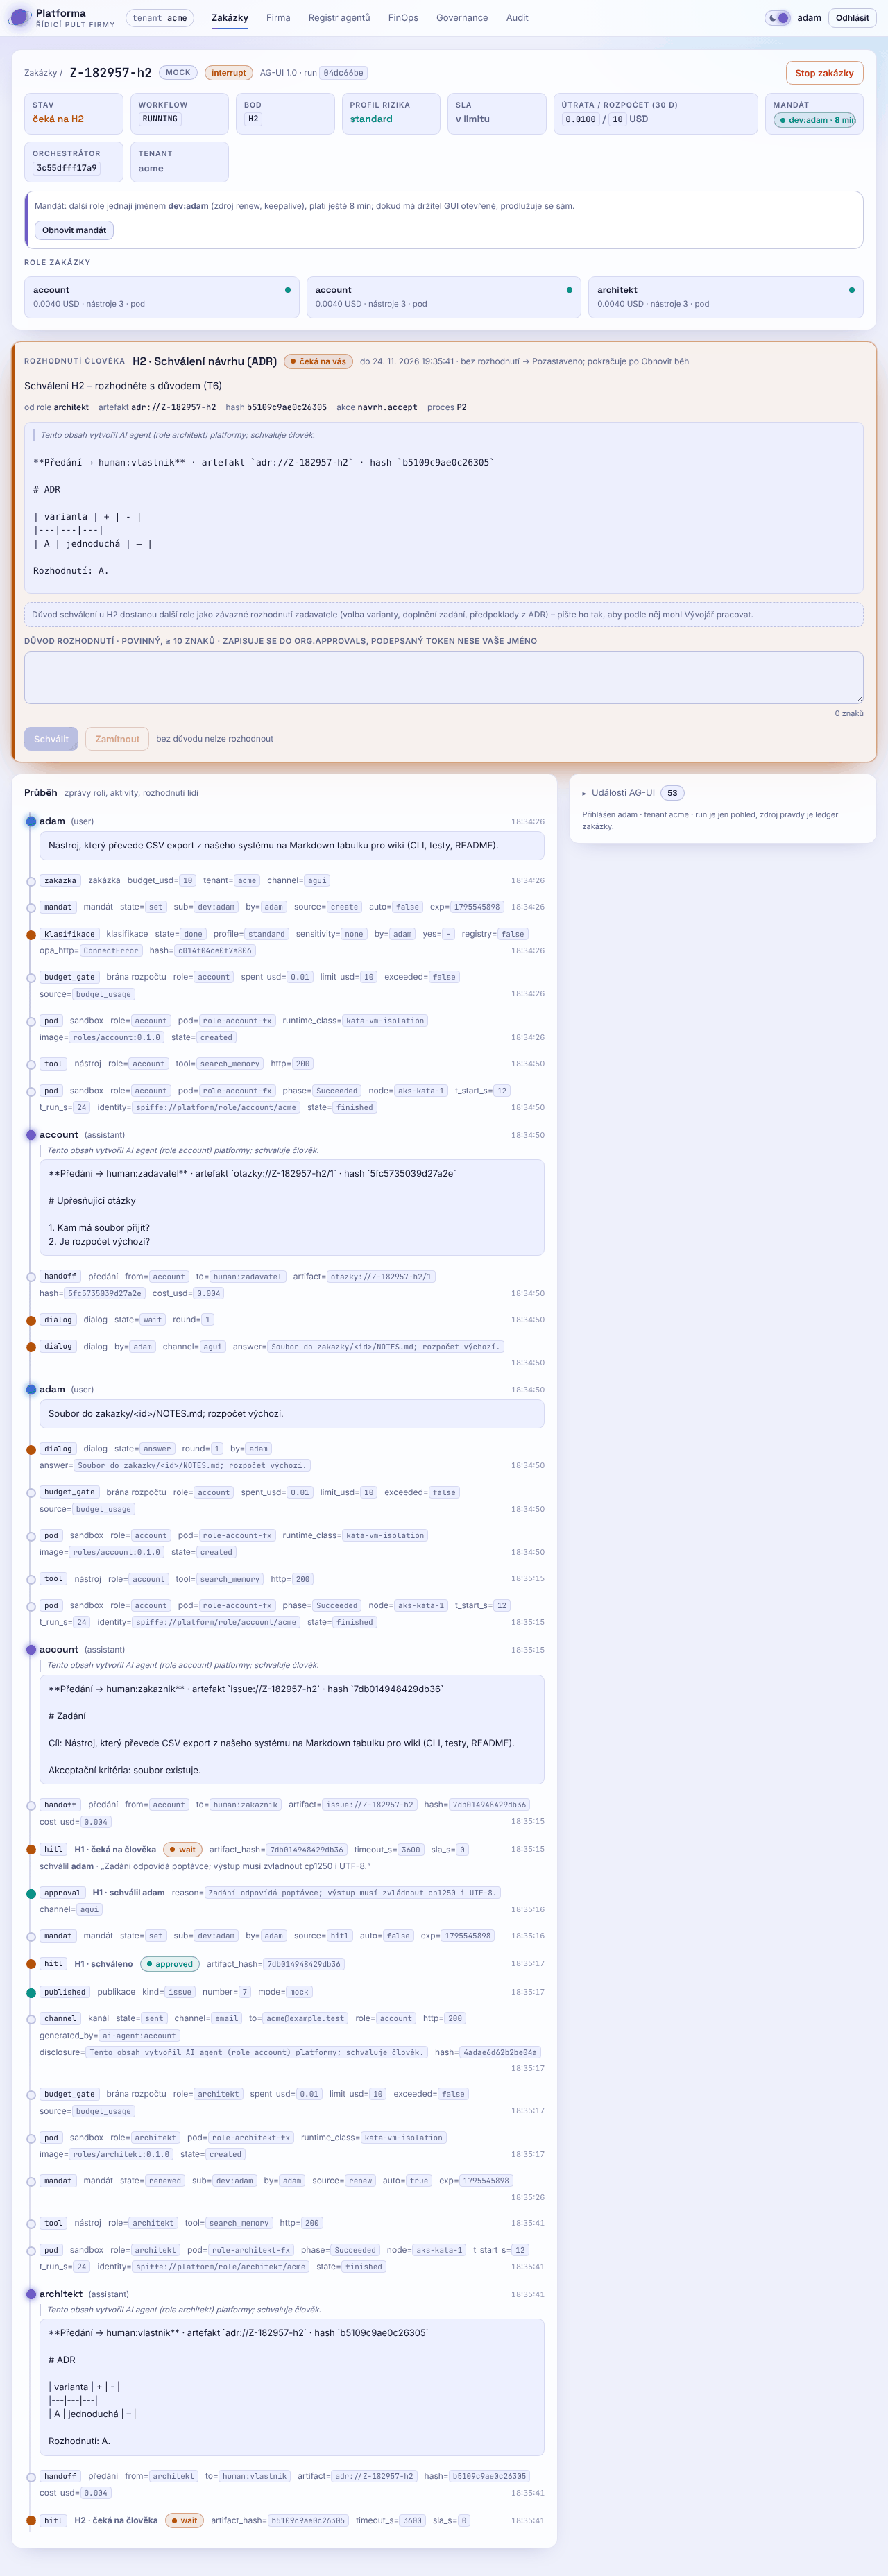 Platforma
ŘÍDICÍ PULT FIRMY
tenant acme
Zakázky
Firma
Registr agentů
FinOps
Governance
Audit
adam
Odhlásit
Zakázky / Z-182957-h2 MOCK interrupt AG-UI 1.0 · run 04dc66be
Stop zakázky
STAV
čeká na H2
WORKFLOW
RUNNING
BOD
H2
PROFIL RIZIKA
standard
SLA
v limitu
ÚTRATA / ROZPOČET (30 D)
0.0100 / 10 USD
MANDÁT
dev:adam · 8 min
ORCHESTRÁTOR
3c55dfff17a9
TENANT
acme
Mandát: další role jednají jménem dev:adam (zdroj renew, keepalive), platí ještě 8 min; dokud má držitel GUI otevřené, prodlužuje se sám.
Obnovit mandát
ROLE ZAKÁZKY
account
0.0040 USD · nástroje 3 · pod
account
0.0040 USD · nástroje 3 · pod
architekt
0.0040 USD · nástroje 3 · pod
ROZHODNUTÍ ČLOVĚKA H2 · Schválení návrhu (ADR) čeká na vás do 24. 11. 2026 19:35:41 · bez rozhodnutí → Pozastaveno; pokračuje po Obnovit běh
Schválení H2 – rozhodněte s důvodem (T6)
od role architekt artefakt adr://Z-182957-h2 hash b5109c9ae0c26305 akce navrh.accept proces P2
Tento obsah vytvořil AI agent (role architekt) platformy; schvaluje člověk.
**Předání → human:vlastnik** · artefakt `adr://Z-182957-h2` · hash `b5109c9ae0c26305`
# ADR
| varianta | + | - |
|---|---|---|
| A | jednoduchá | – |
Rozhodnutí: A.
Důvod schválení u H2 dostanou další role jako závazné rozhodnutí zadavatele (volba varianty, doplnění zadání, předpoklady z ADR) – pište ho tak, aby podle něj mohl Vývojář pracovat.
DŮVOD ROZHODNUTÍ · POVINNÝ, ≥ 10 ZNAKŮ · ZAPISUJE SE DO ORG.APPROVALS, PODEPSANÝ TOKEN NESE VAŠE JMÉNO
0 znaků
Schválit
Zamítnout
bez důvodu nelze rozhodnout
Průběh zprávy rolí, aktivity, rozhodnutí lidí
▸ Události AG-UI 53
Přihlášen adam · tenant acme · run je jen pohled, zdroj pravdy je ledger
zakázky.
adam (user) 18:34:26
Nástroj, který převede CSV export z našeho systému na Markdown tabulku pro wiki (CLI, testy, README).
zakazka zakázka budget_usd=10 tenant=acme channel=agui 18:34:26
mandat mandát state=set sub=dev:adam by=adam source=create auto=false exp=1795545898 18:34:26
klasifikace klasifikace state=done profile=standard sensitivity=none by=adam yes=- registry=false
opa_http=ConnectError hash=c014f04ce0f7a806 18:34:26
budget_gate brána rozpočtu role=account spent_usd=0.01 limit_usd=10 exceeded=false
source=budget_usage 18:34:26
pod sandbox role=account pod=role-account-fx runtime_class=kata-vm-isolation
image=roles/account:0.1.0 state=created 18:34:26
tool nástroj role=account tool=search_memory http=200 18:34:50
pod sandbox role=account pod=role-account-fx phase=Succeeded node=aks-kata-1 t_start_s=12
t_run_s=24 identity=spiffe://platform/role/account/acme state=finished 18:34:50
account (assistant) 18:34:50
Tento obsah vytvořil AI agent (role account) platformy; schvaluje člověk.
**Předání → human:zadavatel** · artefakt `otazky://Z-182957-h2/1` · hash `5fc5735039d27a2e`
# Upřesňující otázky
1. Kam má soubor přijít?
2. Je rozpočet výchozí?
handoff předání from=account to=human:zadavatel artifact=otazky://Z-182957-h2/1
hash=5fc5735039d27a2e cost_usd=0.004 18:34:50
dialog dialog state=wait round=1 18:34:50
dialog dialog by=adam channel=agui answer=Soubor do zakazky/<id>/NOTES.md; rozpočet výchozí.
18:34:50
adam (user) 18:34:50
Soubor do zakazky/<id>/NOTES.md; rozpočet výchozí.
dialog dialog state=answer round=1 by=adam
answer=Soubor do zakazky/<id>/NOTES.md; rozpočet výchozí. 18:34:50
budget_gate brána rozpočtu role=account spent_usd=0.01 limit_usd=10 exceeded=false
source=budget_usage 18:34:50
pod sandbox role=account pod=role-account-fx runtime_class=kata-vm-isolation
image=roles/account:0.1.0 state=created 18:34:50
tool nástroj role=account tool=search_memory http=200 18:35:15
pod sandbox role=account pod=role-account-fx phase=Succeeded node=aks-kata-1 t_start_s=12
t_run_s=24 identity=spiffe://platform/role/account/acme state=finished 18:35:15
account (assistant) 18:35:15
Tento obsah vytvořil AI agent (role account) platformy; schvaluje člověk.
**Předání → human:zakaznik** · artefakt `issue://Z-182957-h2` · hash `7db014948429db36`
# Zadání
Cíl: Nástroj, který převede CSV export z našeho systému na Markdown tabulku pro wiki (CLI, testy, README).
Akceptační kritéria: soubor existuje.
handoff předání from=account to=human:zakaznik artifact=issue://Z-182957-h2 hash=7db014948429db36
cost_usd=0.004 18:35:15
hitl H1 · čeká na člověka wait artifact_hash=7db014948429db36 timeout_s=3600 sla_s=0 18:35:15
schválil adam · „Zadání odpovídá poptávce; výstup musí zvládnout cp1250 i UTF-8.“
approval H1 · schválil adam reason=Zadání odpovídá poptávce; výstup musí zvládnout cp1250 i UTF-8.
channel=agui 18:35:16
mandat mandát state=set sub=dev:adam by=adam source=hitl auto=false exp=1795545898 18:35:16
hitl H1 · schváleno approved artifact_hash=7db014948429db36 18:35:17
published publikace kind=issue number=7 mode=mock 18:35:17
channel kanál state=sent channel=email to=acme@example.test role=account http=200
generated_by=ai-agent:account
disclosure=Tento obsah vytvořil AI agent (role account) platformy; schvaluje člověk. hash=4adae6d62b2be04a
18:35:17
budget_gate brána rozpočtu role=architekt spent_usd=0.01 limit_usd=10 exceeded=false
source=budget_usage 18:35:17
pod sandbox role=architekt pod=role-architekt-fx runtime_class=kata-vm-isolation
image=roles/architekt:0.1.0 state=created 18:35:17
mandat mandát state=renewed sub=dev:adam by=adam source=renew auto=true exp=1795545898
18:35:26
tool nástroj role=architekt tool=search_memory http=200 18:35:41
pod sandbox role=architekt pod=role-architekt-fx phase=Succeeded node=aks-kata-1 t_start_s=12
t_run_s=24 identity=spiffe://platform/role/architekt/acme state=finished 18:35:41
architekt (assistant) 18:35:41
Tento obsah vytvořil AI agent (role architekt) platformy; schvaluje člověk.
**Předání → human:vlastnik** · artefakt `adr://Z-182957-h2` · hash `b5109c9ae0c26305`
# ADR
| varianta | + | - |
|---|---|---|
| A | jednoduchá | – |
Rozhodnutí: A.
handoff předání from=architekt to=human:vlastnik artifact=adr://Z-182957-h2 hash=b5109c9ae0c26305
cost_usd=0.004 18:35:41
hitl H2 · čeká na člověka wait artifact_hash=b5109c9ae0c26305 timeout_s=3600 sla_s=0 18:35:41